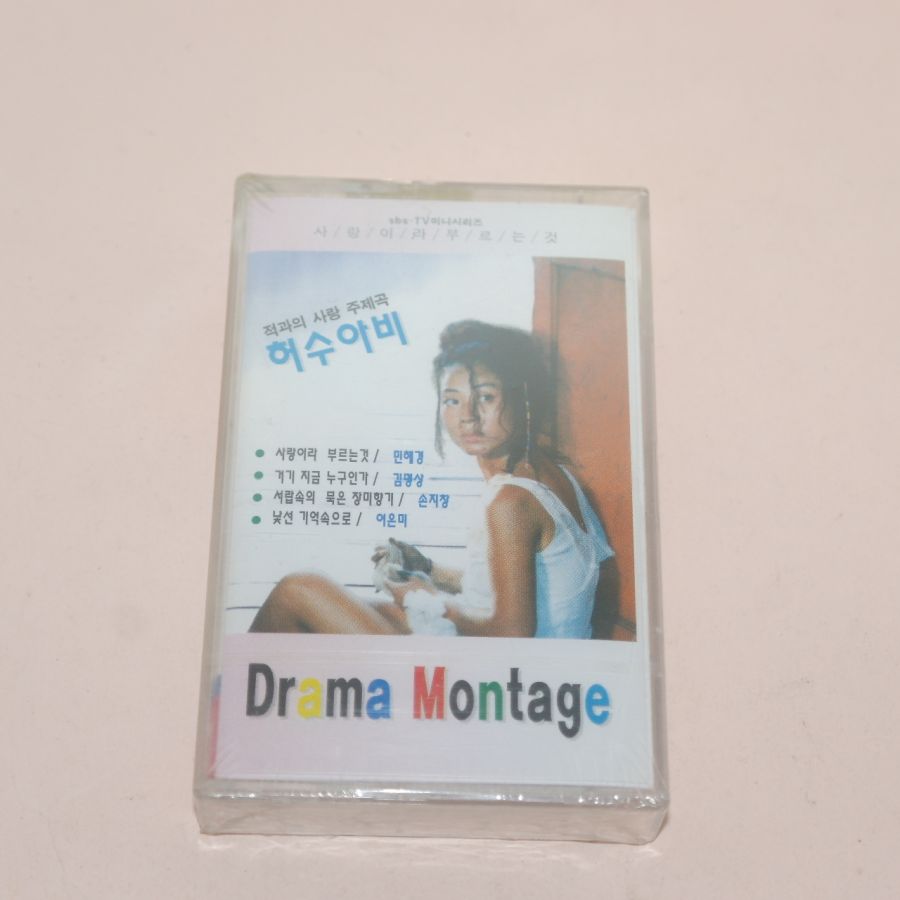 sbs-TV미니시리즈
사/랑/이/라/부/르/는/것
적과의 사랑 주제곡
허수아비
사랑이라 부르는것/ 민해경
거기 지금 누구인가/ 김명상
서랍속의 묵은 장미향기/ 손지창
낯선 기억속으로/ 이은미
Drama Montage